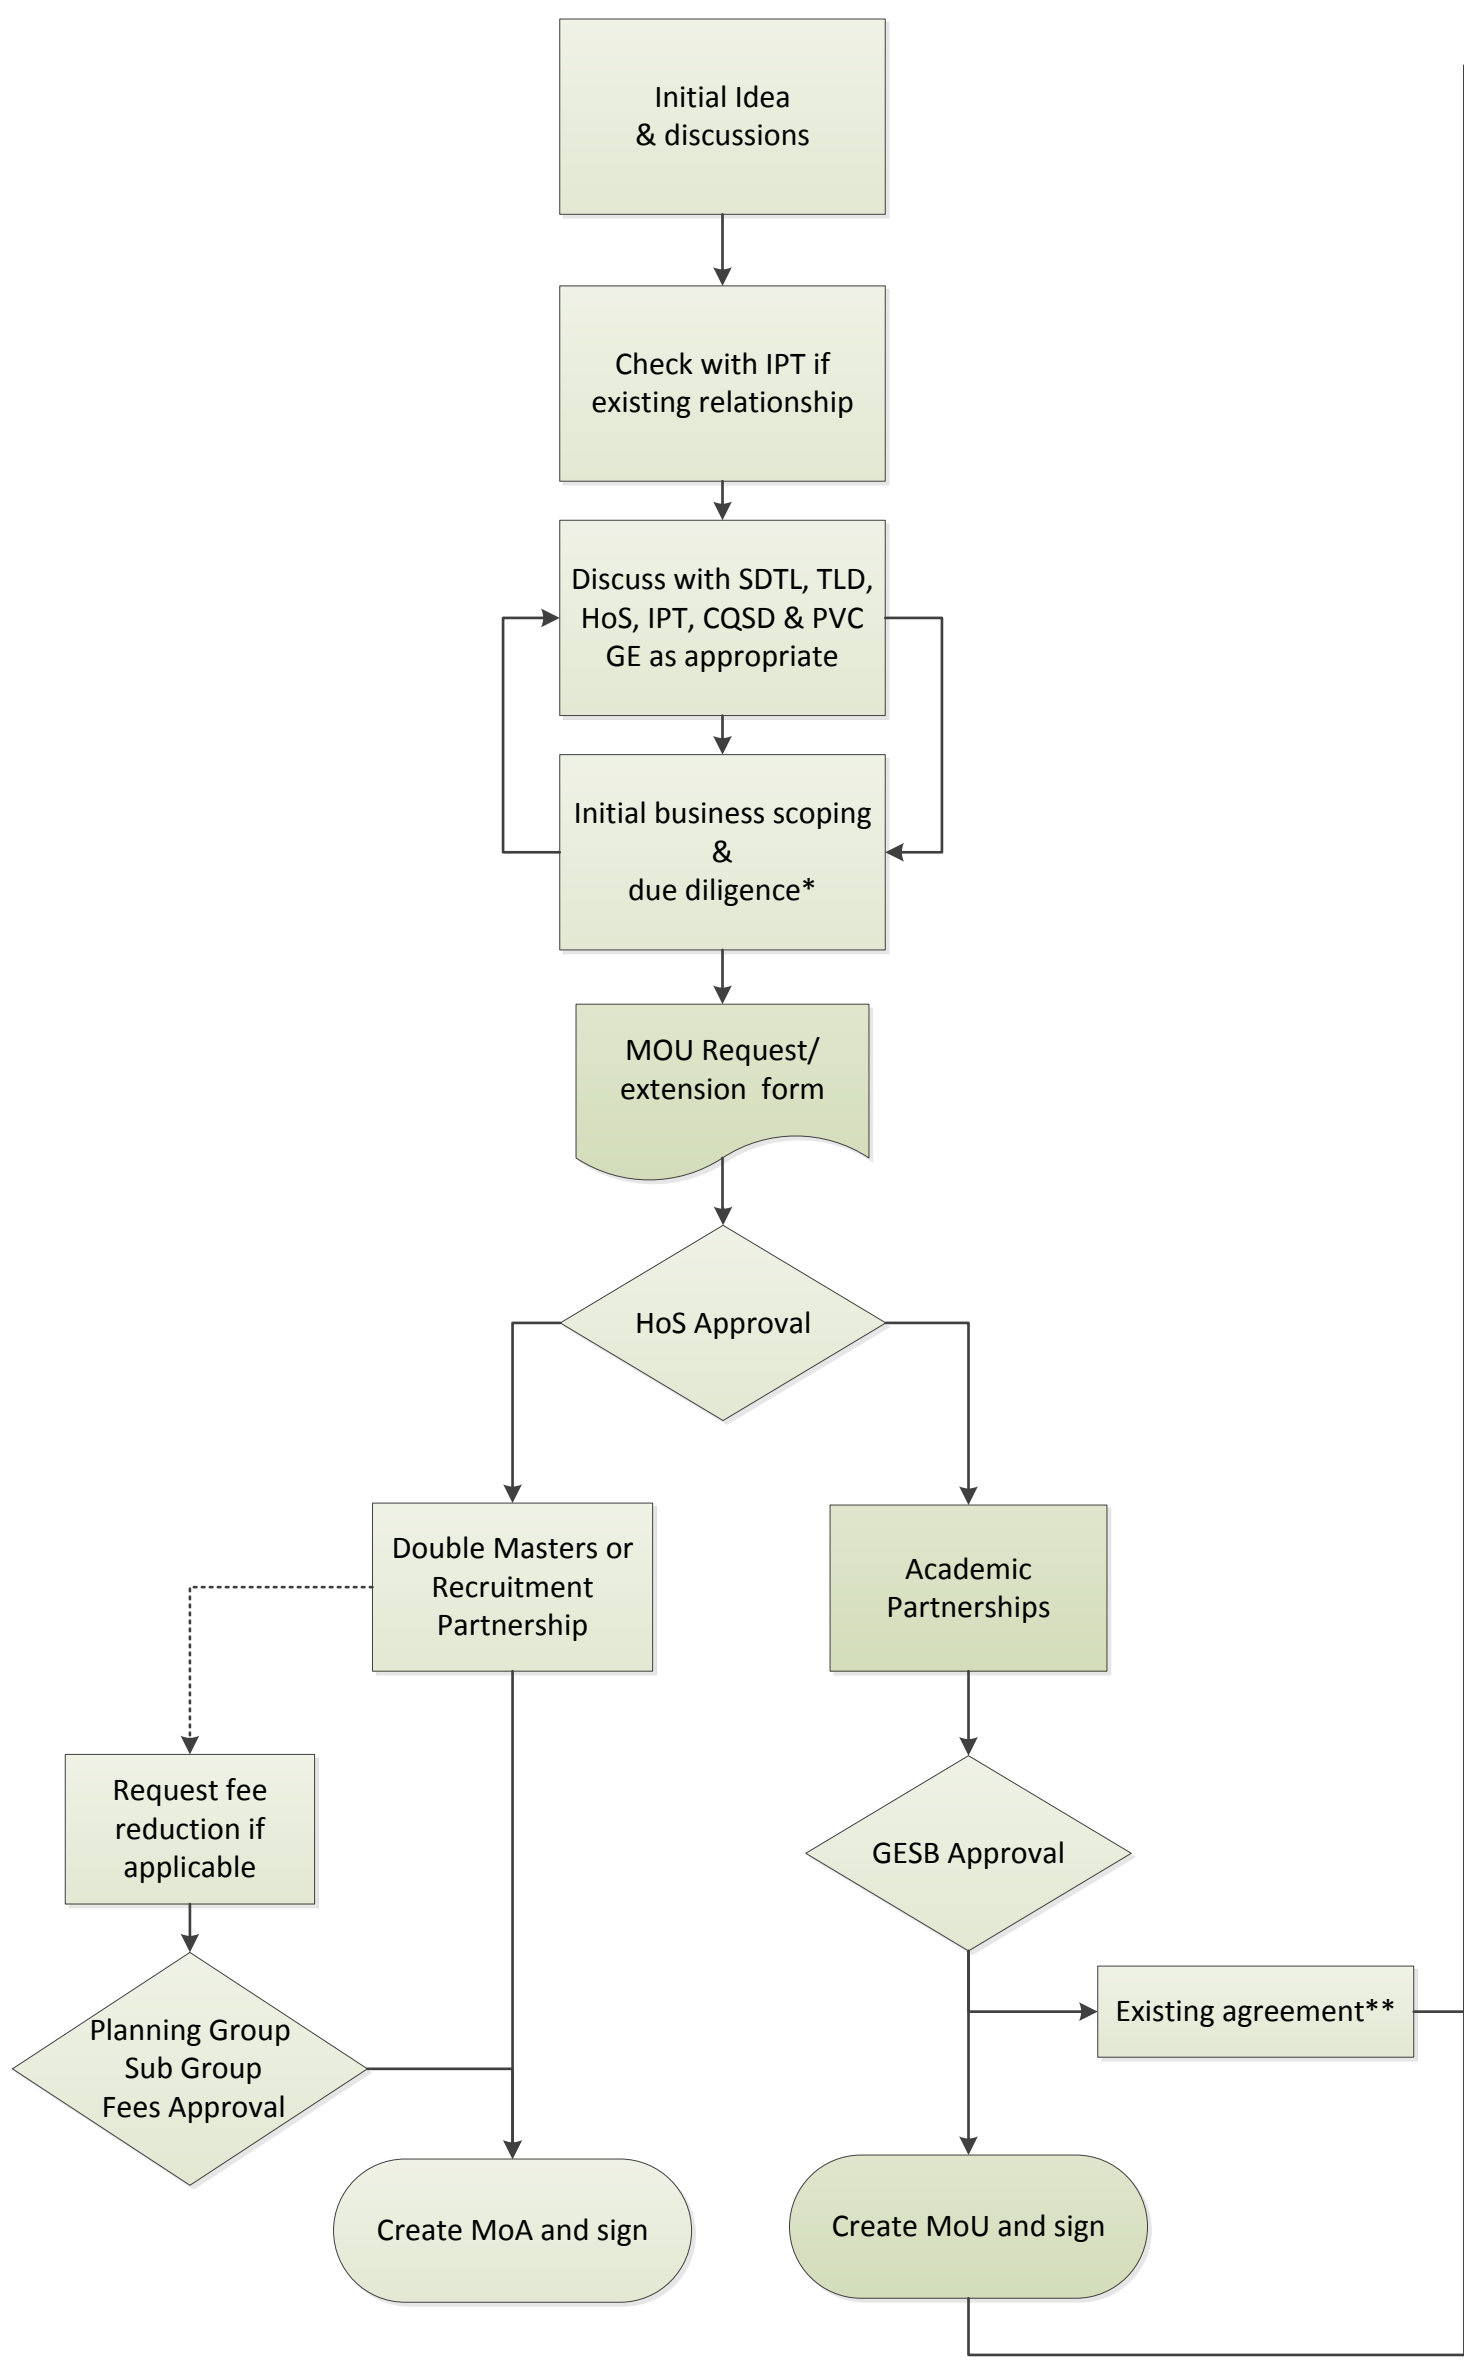 Initial Idea
& discussions
Check with IPT if
existing relationship
Discuss with SDTL, TLD,
HoS, IPT, CQSD & PVC
GE as appropriate
Initial business scoping
&
due diligence*
MOU Request/
extension form
HoS Approval
Double Masters or
Recruitment
Partnership
Academic
Partnerships
Request fee
reduction if
applicable
GESB Approval
Existing agreement**
Planning Group
Sub Group
Fees Approval
Create MoA and sign
Create MoU and sign